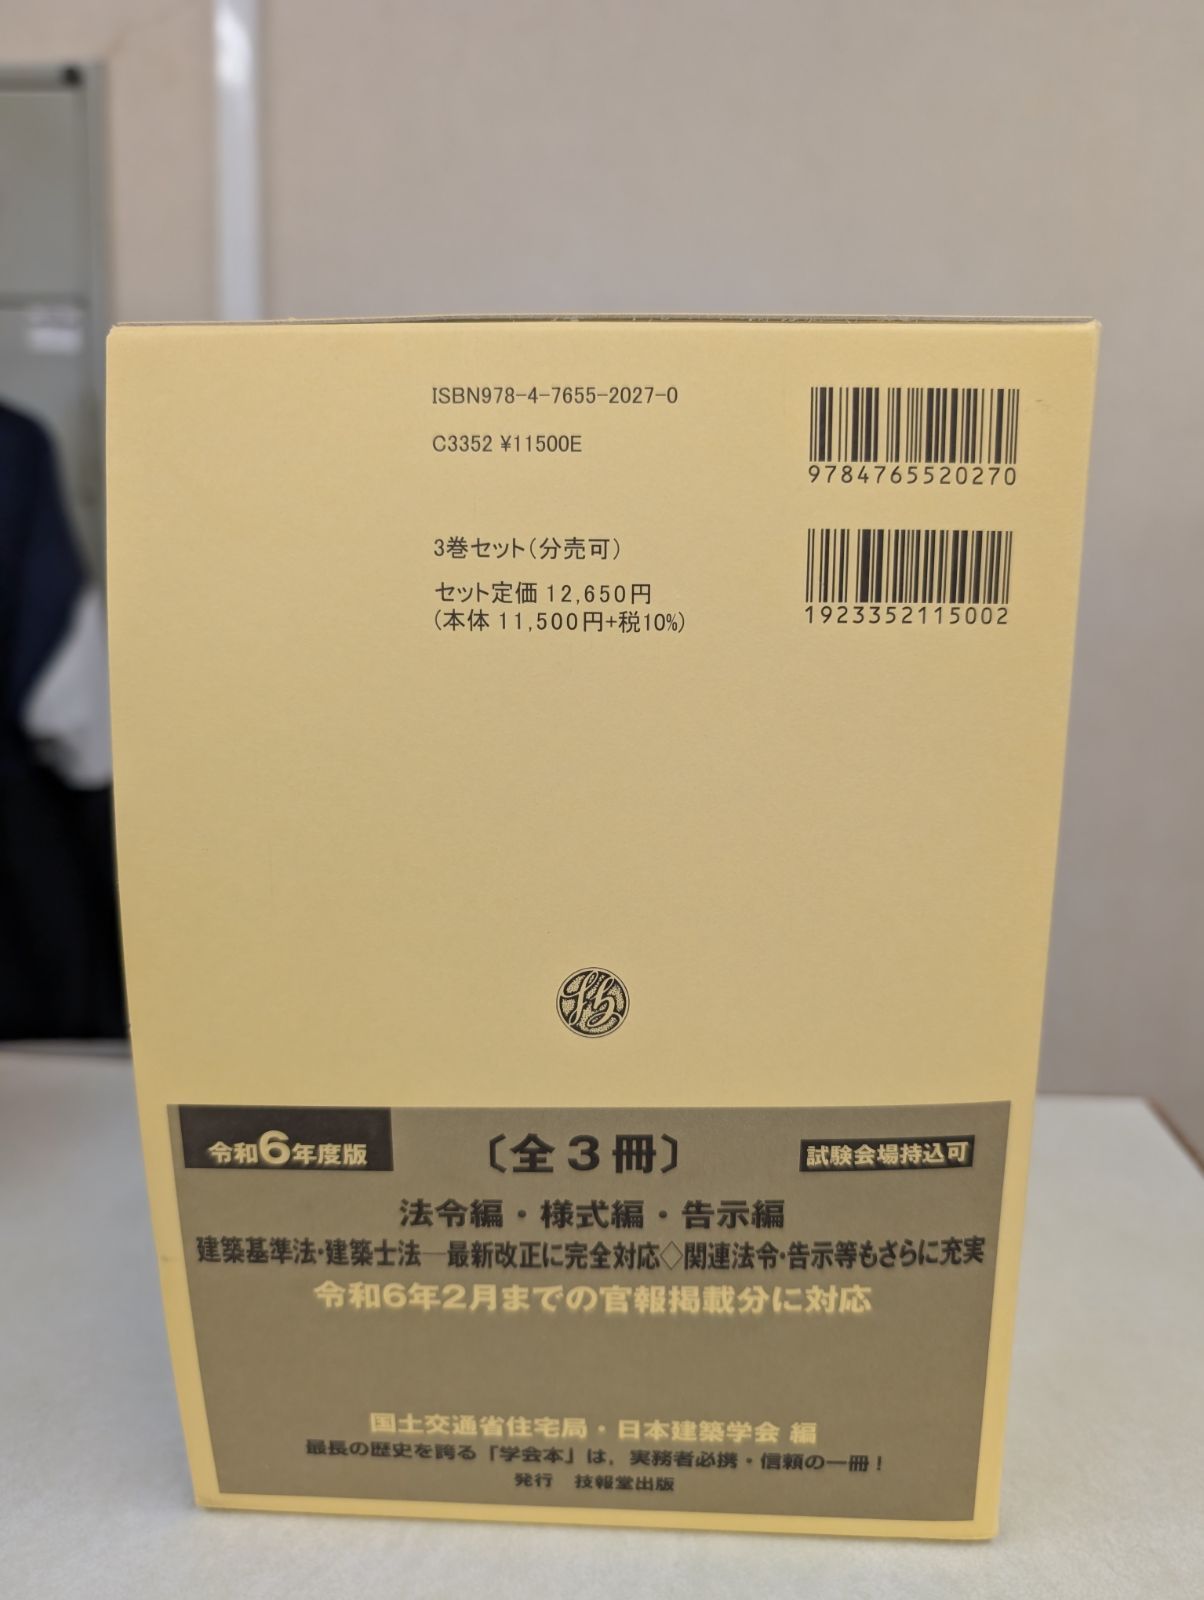 ISBN978-4-7655-2027-0
C3352 ¥11500E
9784765520270
3巻セット（分売可）
セット定価 12,650円
（本体 11,500円+税10%）
1923352115002
令和6年度版
〔全3冊〕
試験会場持込可
法令編・様式編・告示編
建築基準法・建築士法─最新改正に完全対応◇関連法令・告示等もさらに充実
令和6年2月までの官報掲載分に対応
国土交通省住宅局・日本建築学会 編
最長の歴史を誇る「学会本」は，実務者必携・信頼の一冊！
発行 技報堂出版